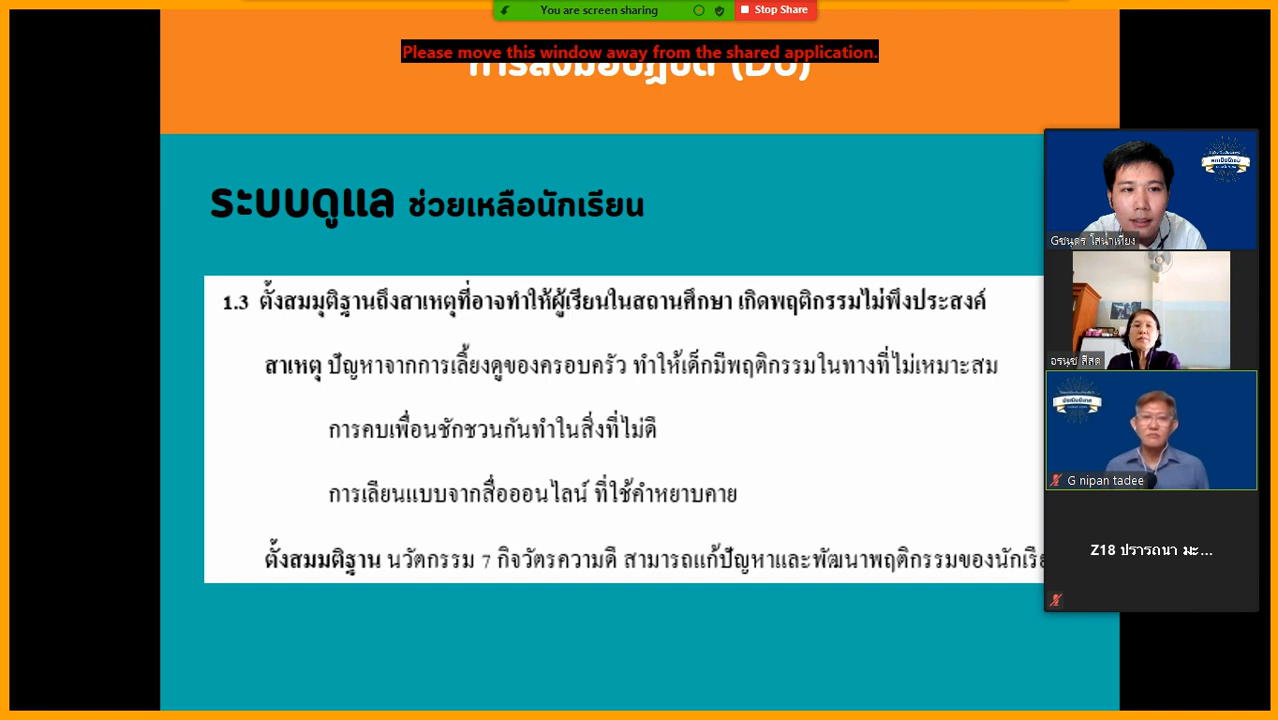 You are screen sharing
Stop Share
Please move this window away from the shared application.
(DO)
ระบบดูแล ช่วยเหลือนักเรียน
1.3 ตั้งสมมุติฐานถึงสาเหตุที่อาจทำให้ผู้เรียนในสถานศึกษา เกิดพฤติกรรมไม่พึงประสงค์
สาเหตุ ปัญหาจากการเลี้ยงดูของครอบครัว ทำให้เด็กมีพฤติกรรมในทางที่ไม่เหมาะสม
การคบเพื่อนชักชวนกันทำในสิ่งที่ไม่ดี
การเลียนแบบจากสื่อออนไลน์ ที่ใช้คำหยาบคาย
ตั้งสมมติฐาน นวัตกรรม 7 กิจวัตรความดี สามารถแก้ปัญหาและพัฒนาพฤติกรรมของ
อรนุช สีสด
G nipan tadee
Z18 ปรารถนา มะ...